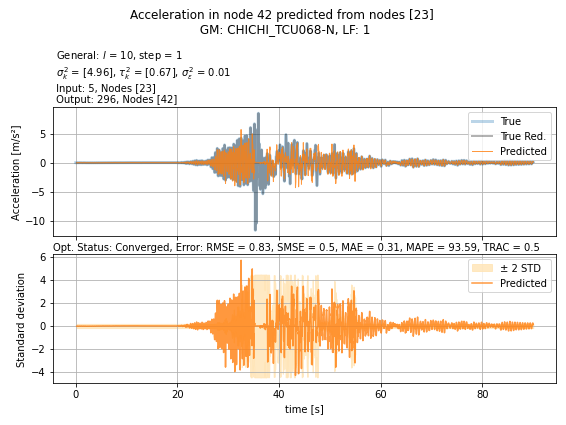 Acceleration in node 42 predicted from nodes [23]
GM: CHICHI_TCU068-N, LF: 1
General: l = 10, step = 1
σ²ₖ = [4.96], τ²ₖ = [0.67], σ²ₑ = 0.01
Input: 5, Nodes [23]
Output: 296, Nodes [42]
True
True Red.
Predicted
5
0
−5
−10
Acceleration [m/s²]
Opt. Status: Converged, Error: RMSE = 0.83, SMSE = 0.5, MAE = 0.31, MAPE = 93.59, TRAC = 0.5
± 2 STD
Predicted
6
4
2
0
−2
−4
Standard deviation
0 20 40 60 80
time [s]